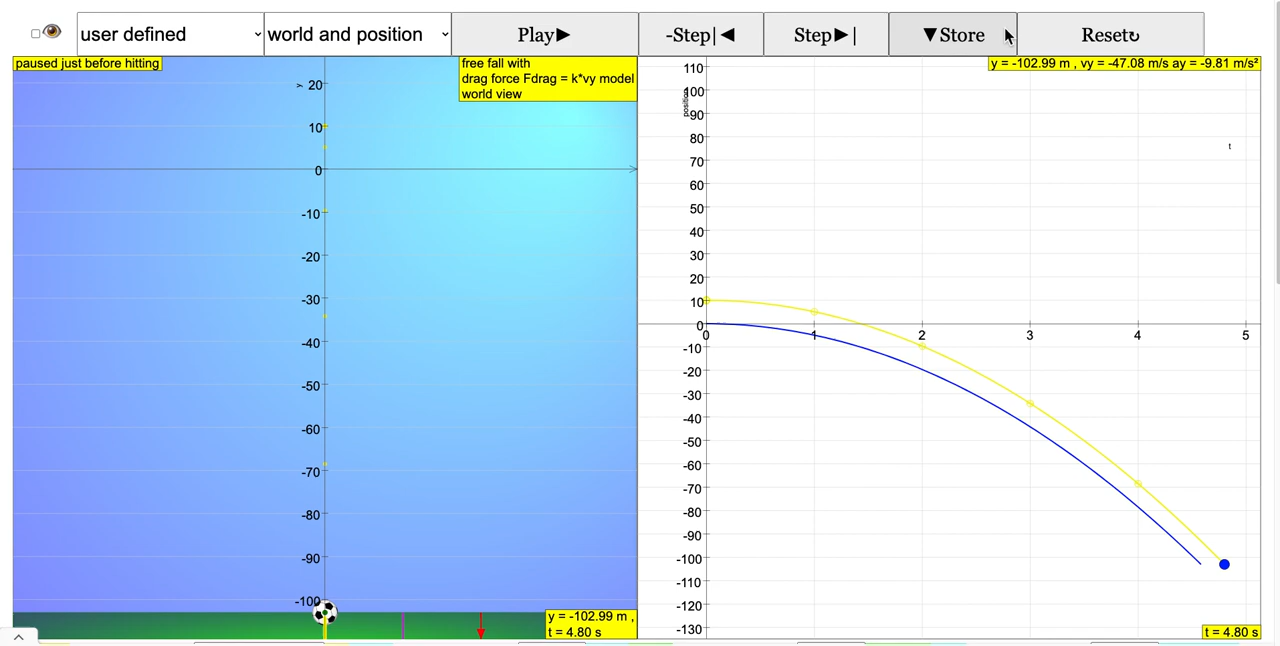 user defined
world and position
Play▶
-Step|◀
Step▶|
▼Store
Reset↻
paused just before hitting
free fall with
drag force Fdrag = k*vy model
world view
y
20
10
0
-10
-20
-30
-40
-50
-60
-70
-80
-90
-100
y = -102.99 m ,
t = 4.80 s
y = -102.99 m , vy = -47.08 m/s ay = -9.81 m/s²
position
110
100
90
80
70
60
50
40
30
20
10
0
-10
-20
-30
-40
-50
-60
-70
-80
-90
-100
-110
-120
-130
0
1
2
3
4
5
t
t = 4.80 s